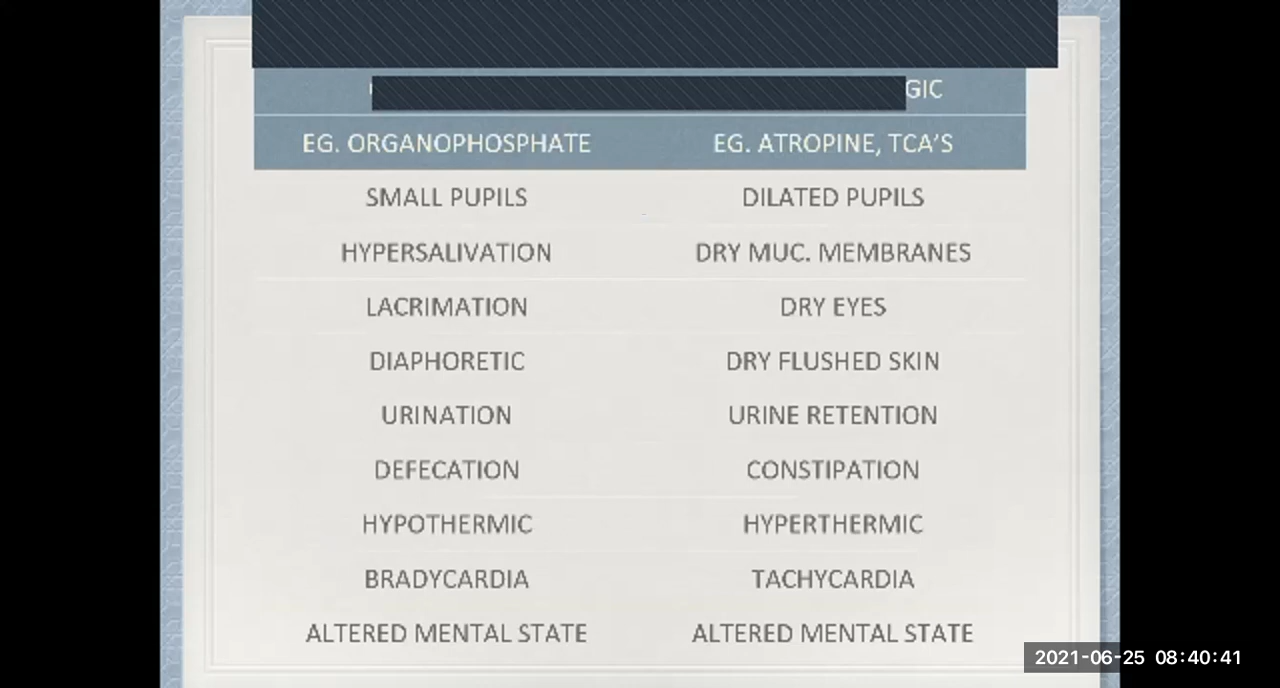 GIC
EG. ORGANOPHOSPHATE EG. ATROPINE, TCA’S
SMALL PUPILS DILATED PUPILS
HYPERSALIVATION DRY MUC. MEMBRANES
LACRIMATION DRY EYES
DIAPHORETIC DRY FLUSHED SKIN
URINATION URINE RETENTION
DEFECATION CONSTIPATION
HYPOTHERMIC HYPERTHERMIC
BRADYCARDIA TACHYCARDIA
ALTERED MENTAL STATE ALTERED MENTAL STATE
2021-06-25 08:40:41